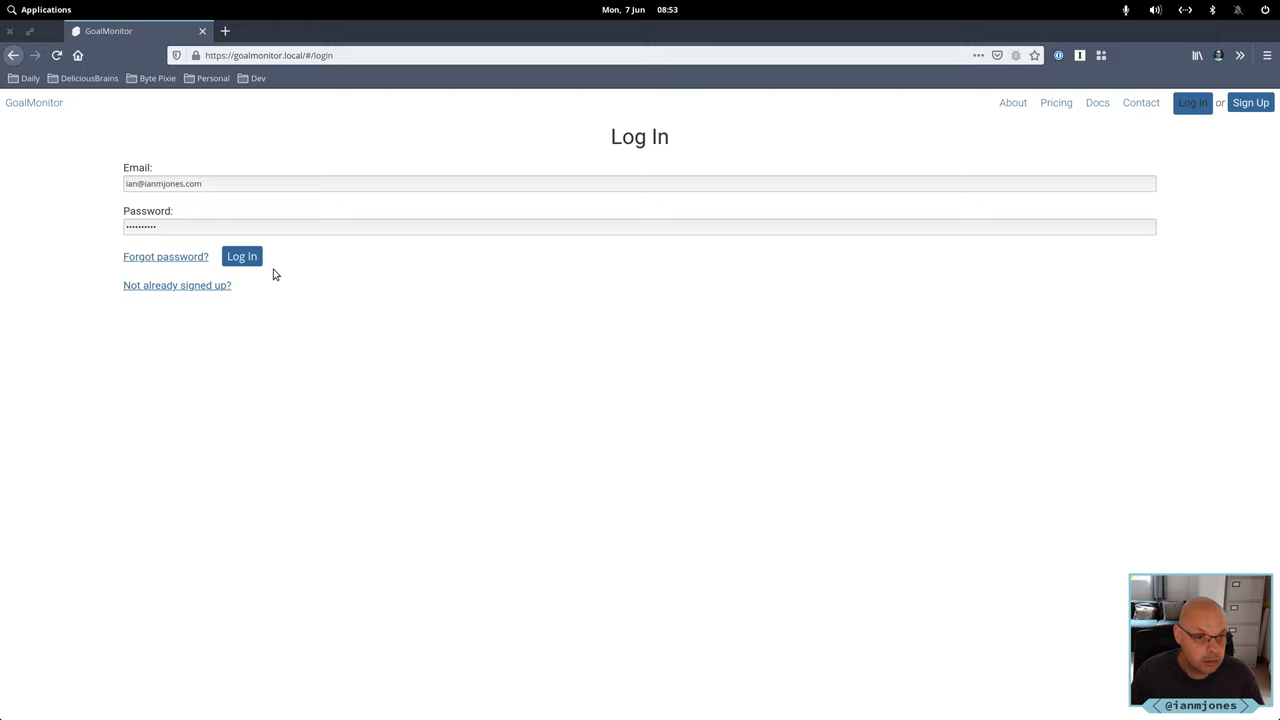 Applications
Mon, 7 Jun 08:53
GoalMonitor
https://goalmonitor.local/#/login
Daily DeliciousBrains Byte Pixie Personal Dev
GoalMonitor About Pricing Docs Contact Log In or Sign Up
Log In
Email:
ian@ianmjones.com
Password:
••••••••••
Forgot password? Log In
Not already signed up?
@ianmjones